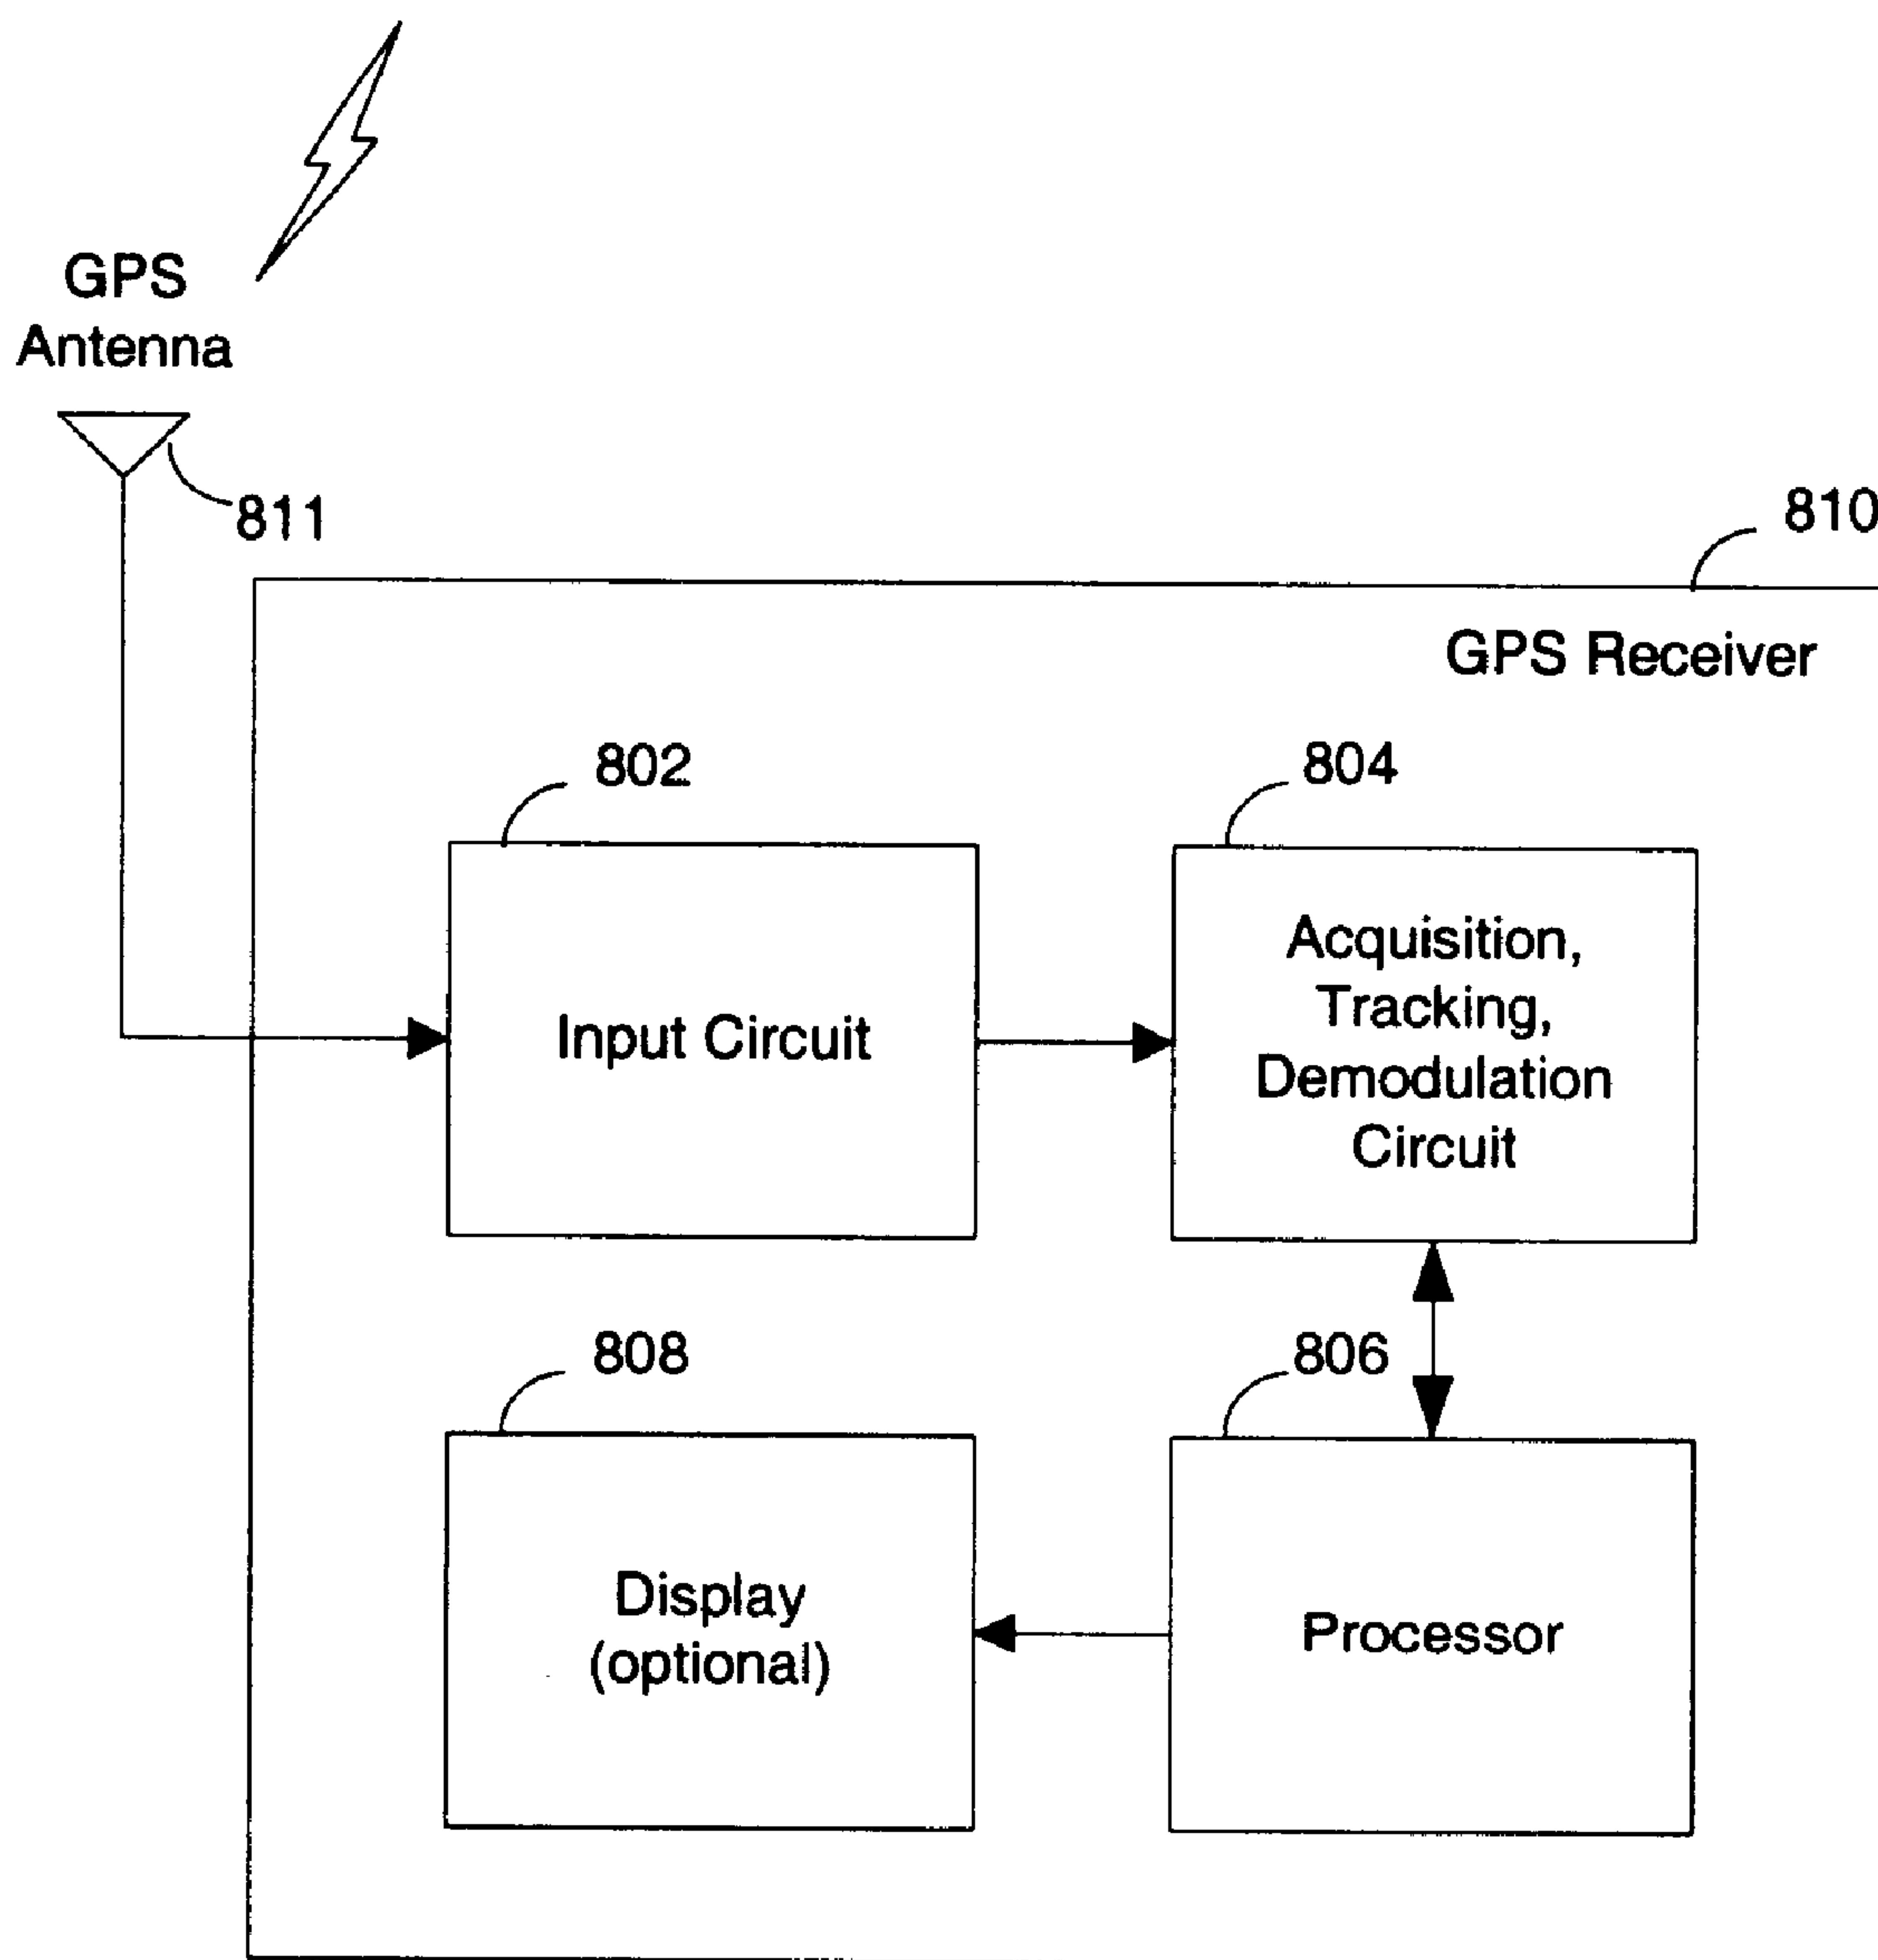 GPS
Antenna
811
810
GPS Receiver
802
804
Input Circuit
Acquisition,
Tracking,
Demodulation
Circuit
808
806
Display
(optional)
Processor